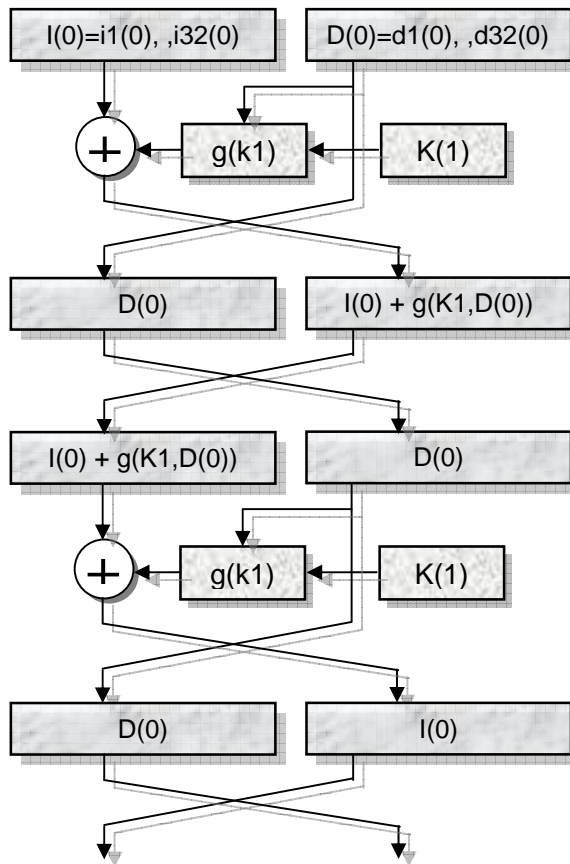 I(0)=i1(0), ,i32(0)
D(0)=d1(0), ,d32(0)
+
g(k1)
K(1)
D(0)
I(0) + g(K1,D(0))
I(0) + g(K1,D(0))
D(0)
+
g(k1)
K(1)
D(0)
I(0)